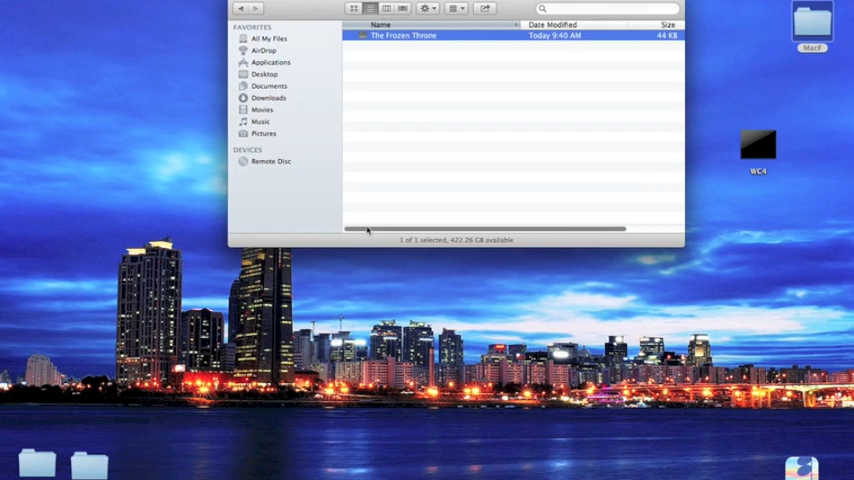 Name
Date Modified
Size
FAVORITES
All My Files
AirDrop
Applications
Desktop
Documents
Downloads
Movies
Music
Pictures
DEVICES
Remote Disc
The Frozen Throne
Today 9:40 AM
44 KB
1 of 1 selected, 422.26 GB available
MacF
WC4